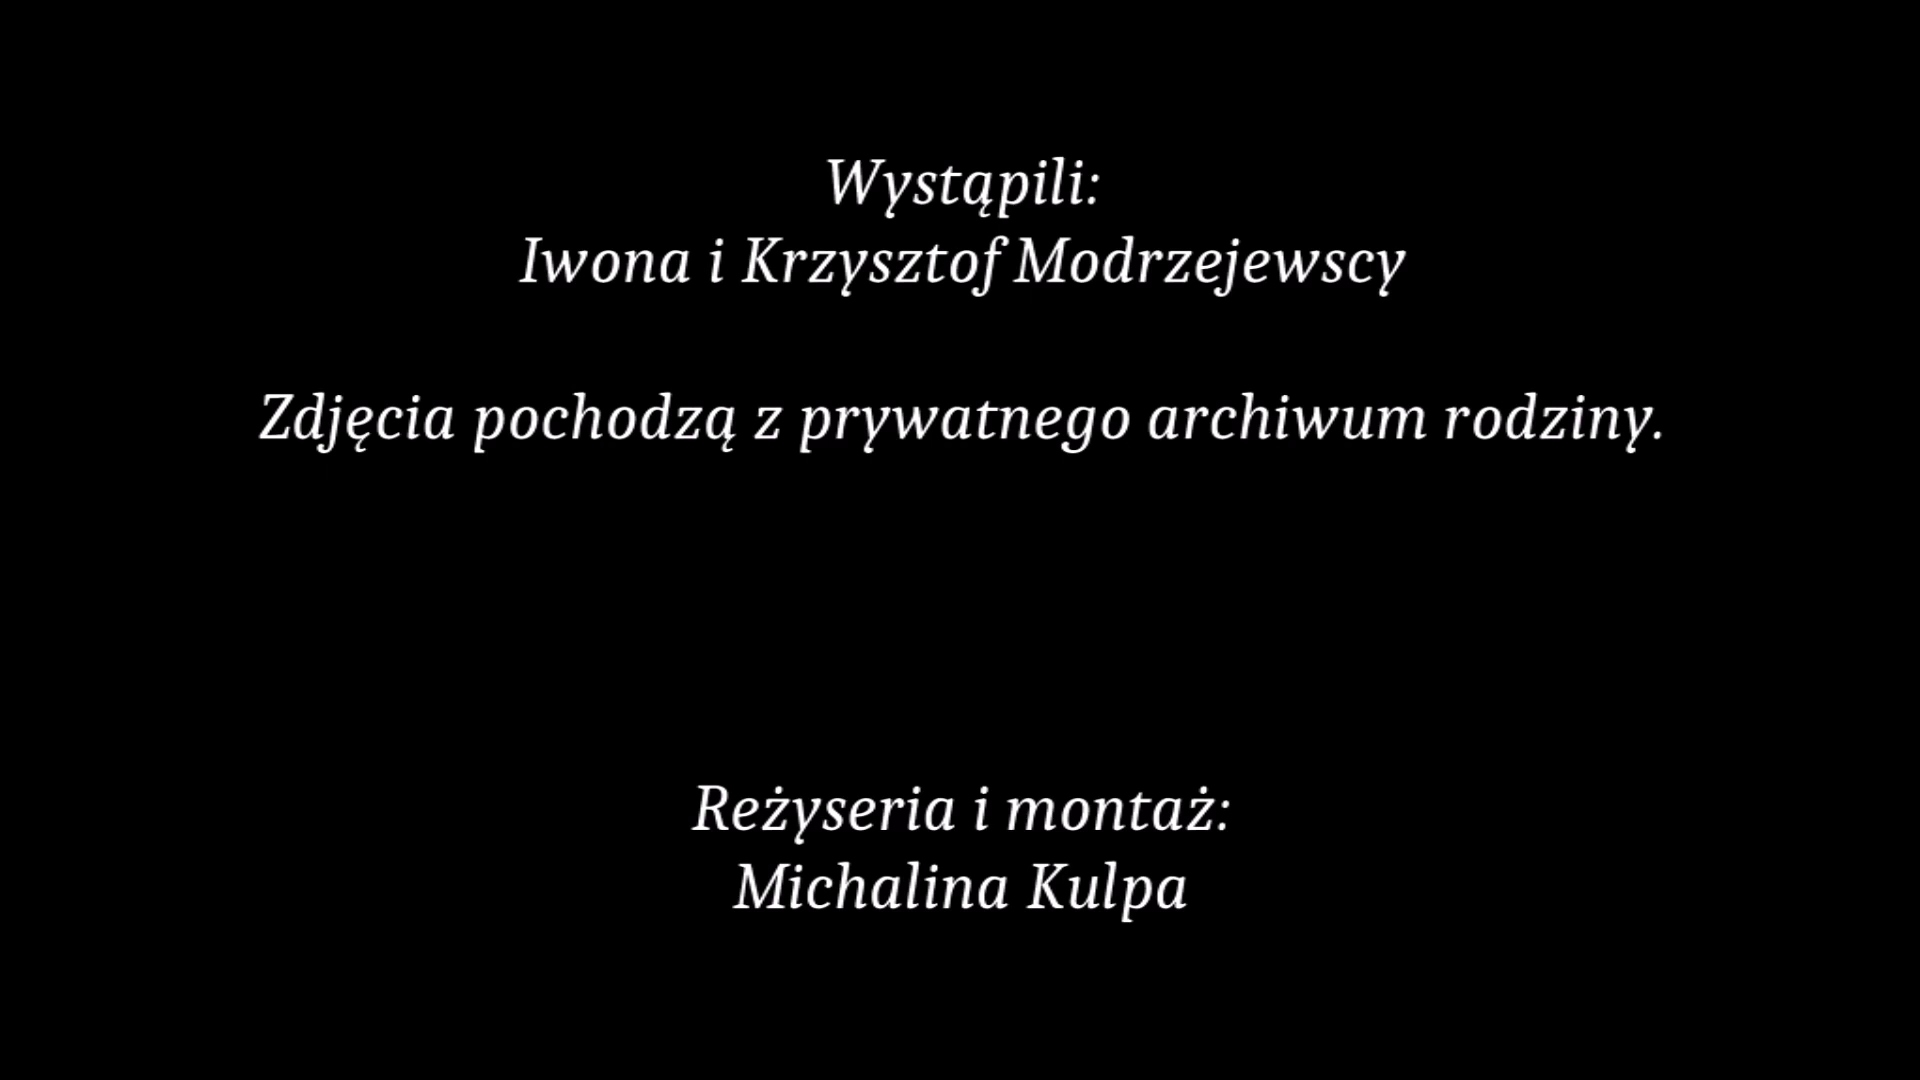 Wystąpili:
Iwona i Krzysztof Modrzejewscy
Zdjęcia pochodzą z prywatnego archiwum rodziny.
Reżyseria i montaż:
Michalina Kulpa